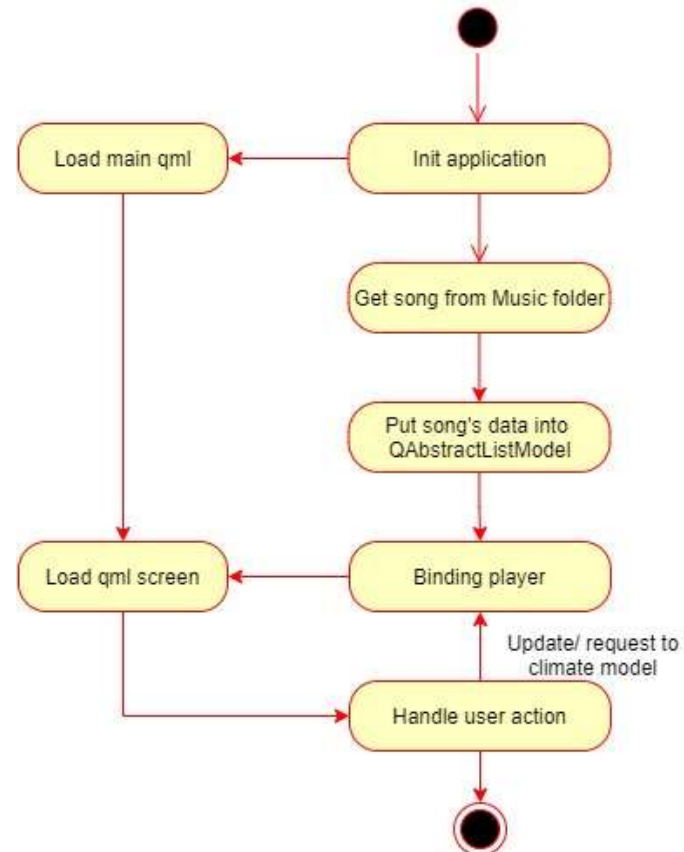 Load main qml
Init application
Get song from Music folder
Put song's data into
QAbstractListModel
Load qml screen
Binding player
Update/ request to
climate model
Handle user action